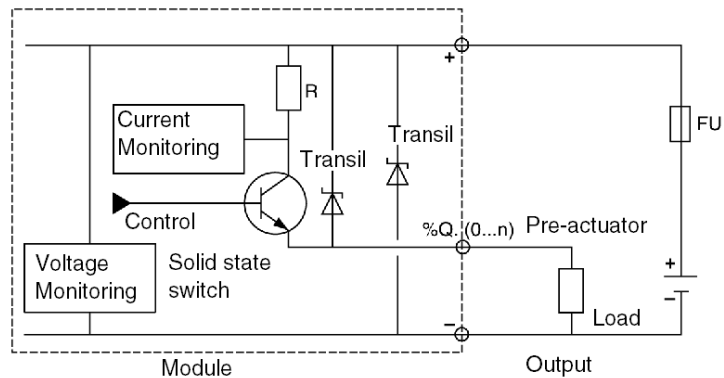 +
R
FU
Current
Monitoring
Transil
Transil
Control
%Q. (0...n)
Pre-actuator
Voltage
Monitoring
Solid state
switch
+
−
−
Load
Module
Output